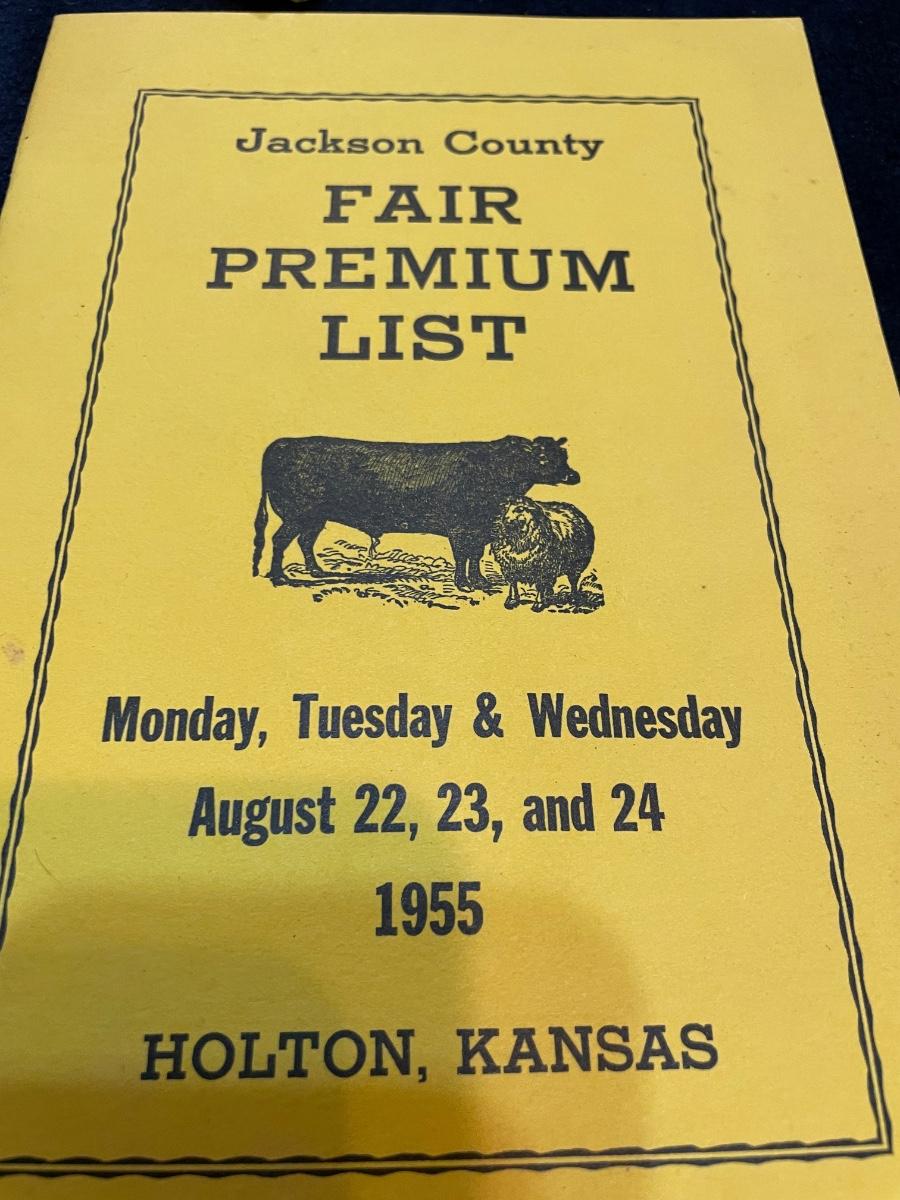 Jackson County
FAIR
PREMIUM
LIST
Monday, Tuesday & Wednesday
August 22, 23, and 24
1955
HOLTON, KANSAS